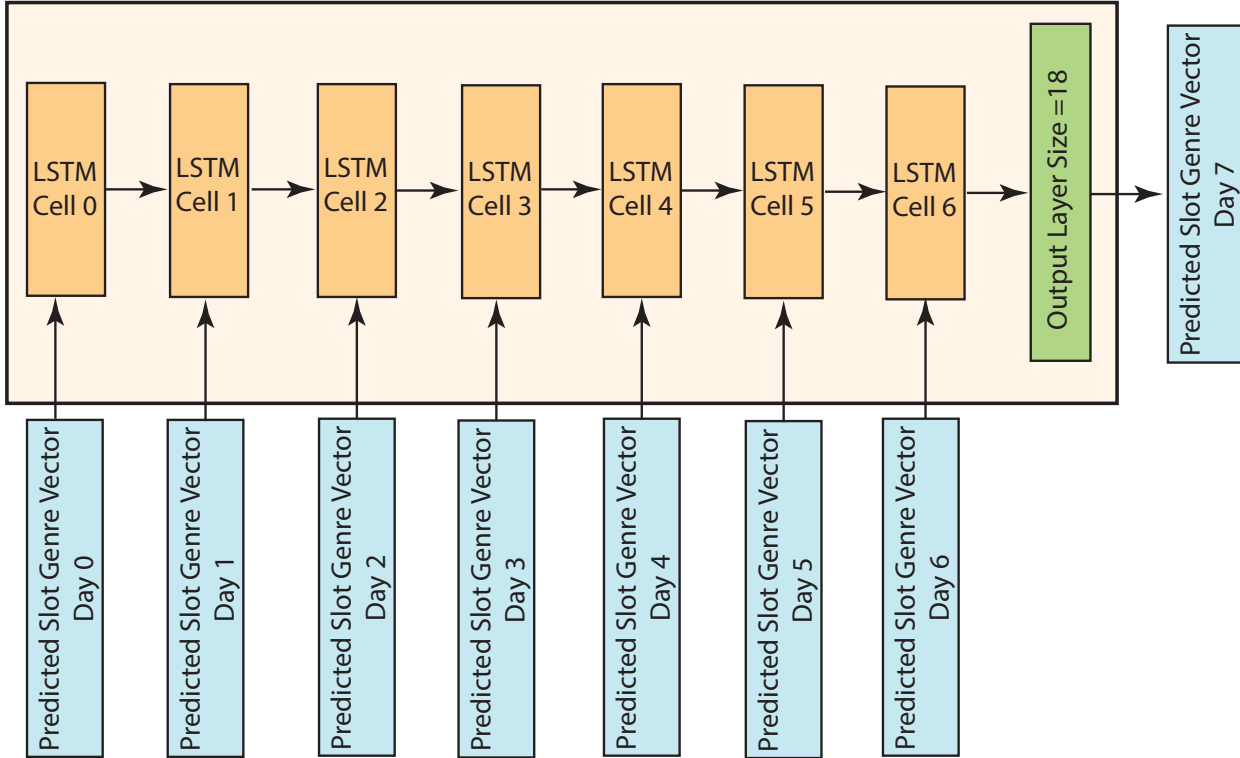 LSTM
Cell 0
LSTM
Cell 1
LSTM
Cell 2
LSTM
Cell 3
LSTM
Cell 4
LSTM
Cell 5
LSTM
Cell 6
Output Layer Size =18
Predicted Slot Genre Vector
Day 7
Predicted Slot Genre Vector
Day 0
Predicted Slot Genre Vector
Day 1
Predicted Slot Genre Vector
Day 2
Predicted Slot Genre Vector
Day 3
Predicted Slot Genre Vector
Day 4
Predicted Slot Genre Vector
Day 5
Predicted Slot Genre Vector
Day 6